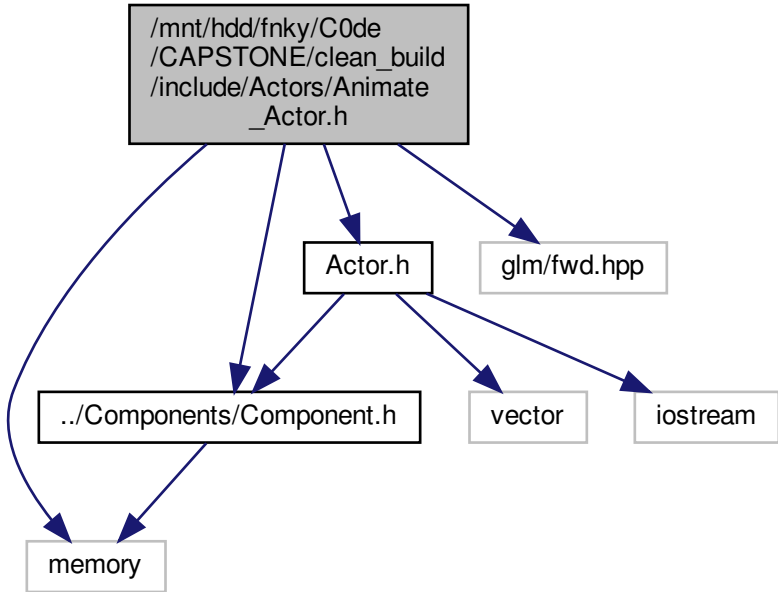 /mnt/hdd/fnky/C0de
/CAPSTONE/clean_build
/include/Actors/Animate
_Actor.h
Actor.h
glm/fwd.hpp
../Components/Component.h
vector
iostream
memory